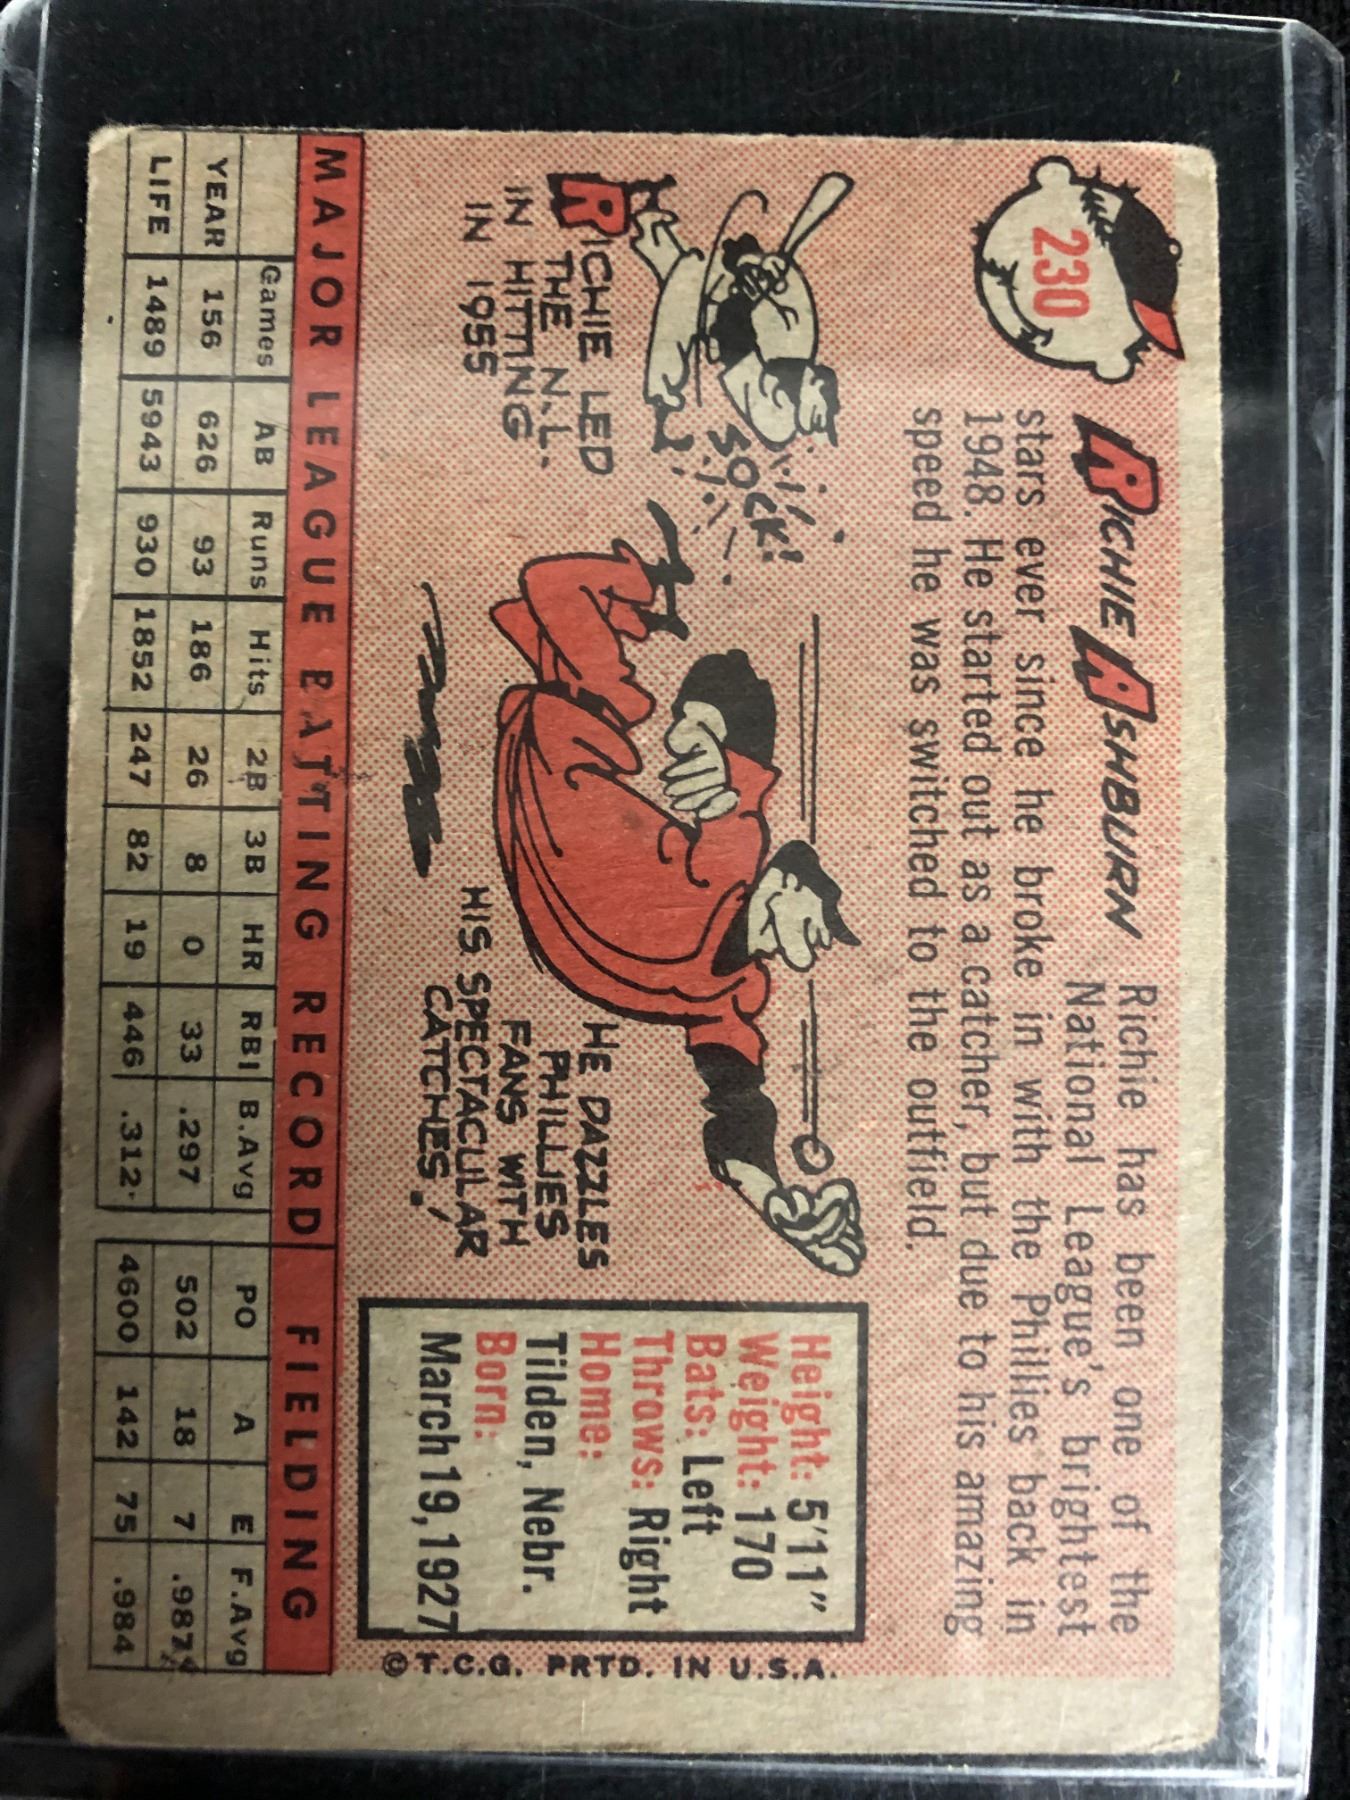 230
RICHIE ASHBURN
Richie has been one of the
National League's brightest
stars ever since he broke in with the Phillies back in
1948. He started out as a catcher, but due to his amazing
speed he was switched to the outfield.
SOCK!
RICHIE LED
THE N.L.
IN HITTING
IN 1955
HE DAZZLES
PHILLIES
FANS WITH
HIS SPECTACULAR
CATCHES!
Height: 5'11"
Weight: 170
Bats: Left
Throws: Right
Home:
Tilden, Nebr.
Born:
March 19, 1927
© T.C.G. PRTD. IN U.S.A.
MAJOR LEAGUE BATTING RECORD FIELDING
Games AB Runs Hits 2B 3B HR RBI B.Avg PO A E F.Avg
YEAR 156 626 93 186 26 8 0 33 .297 502 18 7 .987
LIFE 1489 5943 930 1852 247 82 19 446 .312 4600 142 75 .984